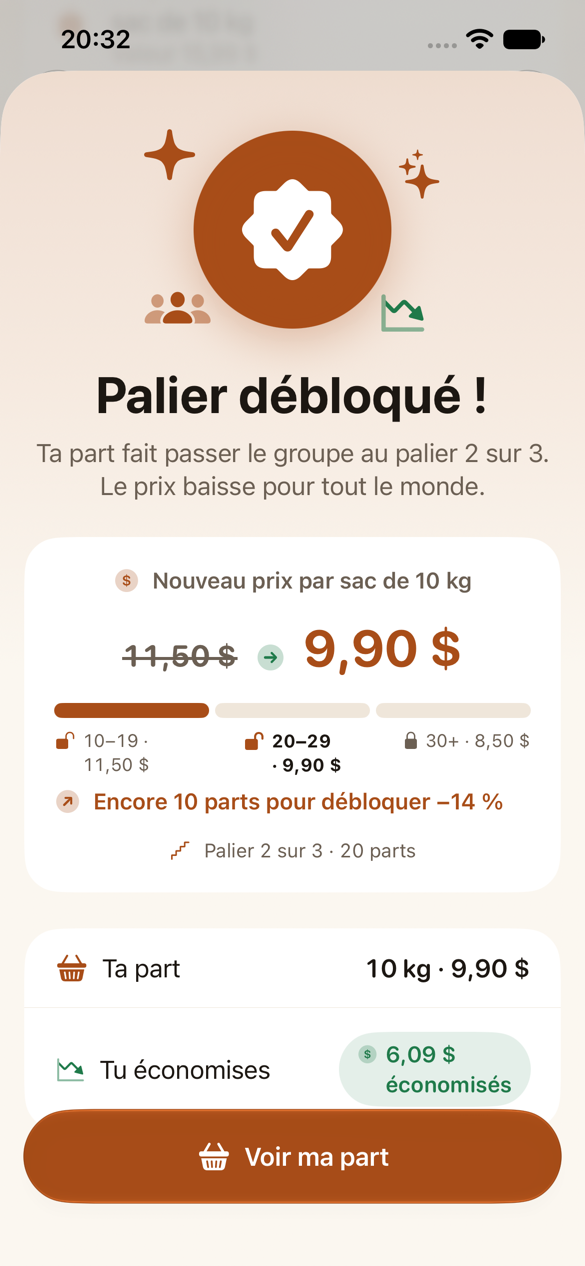 20:32
Palier débloqué !
Ta part fait passer le groupe au palier 2 sur 3.
Le prix baisse pour tout le monde.
$ Nouveau prix par sac de 10 kg
11,50 $ → 9,90 $
10–19 ·
11,50 $
20–29
· 9,90 $
30+ · 8,50 $
Encore 10 parts pour débloquer −14 %
Palier 2 sur 3 · 20 parts
Ta part
10 kg · 9,90 $
Tu économises
$ 6,09 $
économisés
Voir ma part